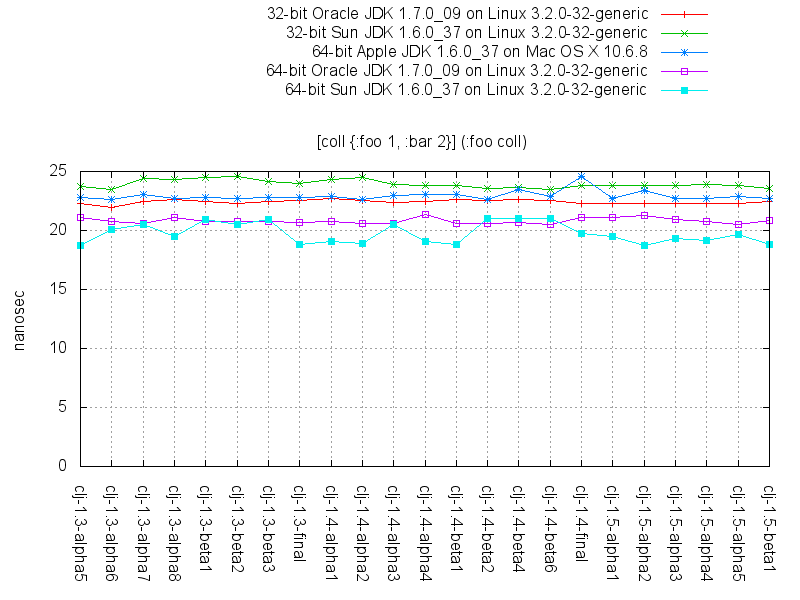 32-bit Oracle JDK 1.7.0_09 on Linux 3.2.0-32-generic
32-bit Sun JDK 1.6.0_37 on Linux 3.2.0-32-generic
64-bit Apple JDK 1.6.0_37 on Mac OS X 10.6.8
64-bit Oracle JDK 1.7.0_09 on Linux 3.2.0-32-generic
64-bit Sun JDK 1.6.0_37 on Linux 3.2.0-32-generic
[coll {:foo 1, :bar 2}] (:foo coll)
nanosec
25
20
15
10
5
0
clj-1.3-alpha5
clj-1.3-alpha6
clj-1.3-alpha7
clj-1.3-alpha8
clj-1.3-beta1
clj-1.3-beta2
clj-1.3-beta3
clj-1.3-final
clj-1.4-alpha1
clj-1.4-alpha2
clj-1.4-alpha3
clj-1.4-alpha4
clj-1.4-beta1
clj-1.4-beta2
clj-1.4-beta4
clj-1.4-beta6
clj-1.4-final
clj-1.5-alpha1
clj-1.5-alpha2
clj-1.5-alpha3
clj-1.5-alpha4
clj-1.5-alpha5
clj-1.5-beta1